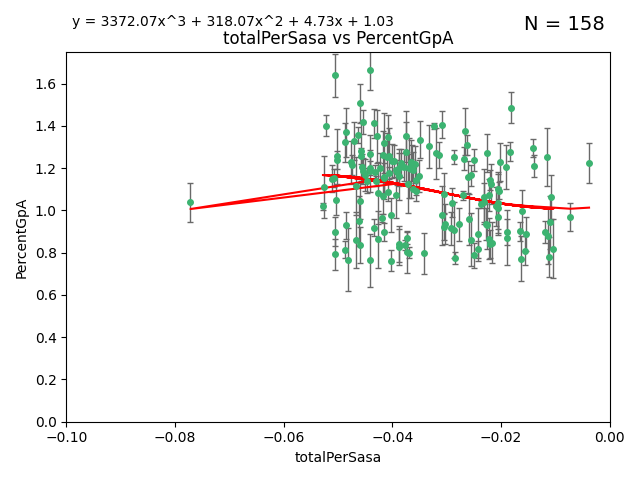 y = 3372.07x^3 + 318.07x^2 + 4.73x + 1.03
N = 158
totalPerSasa vs PercentGpA
PercentGpA
1.6
1.4
1.2
1.0
0.8
0.6
0.4
0.2
0.0
−0.10 −0.08 −0.06 −0.04 −0.02 0.00
totalPerSasa